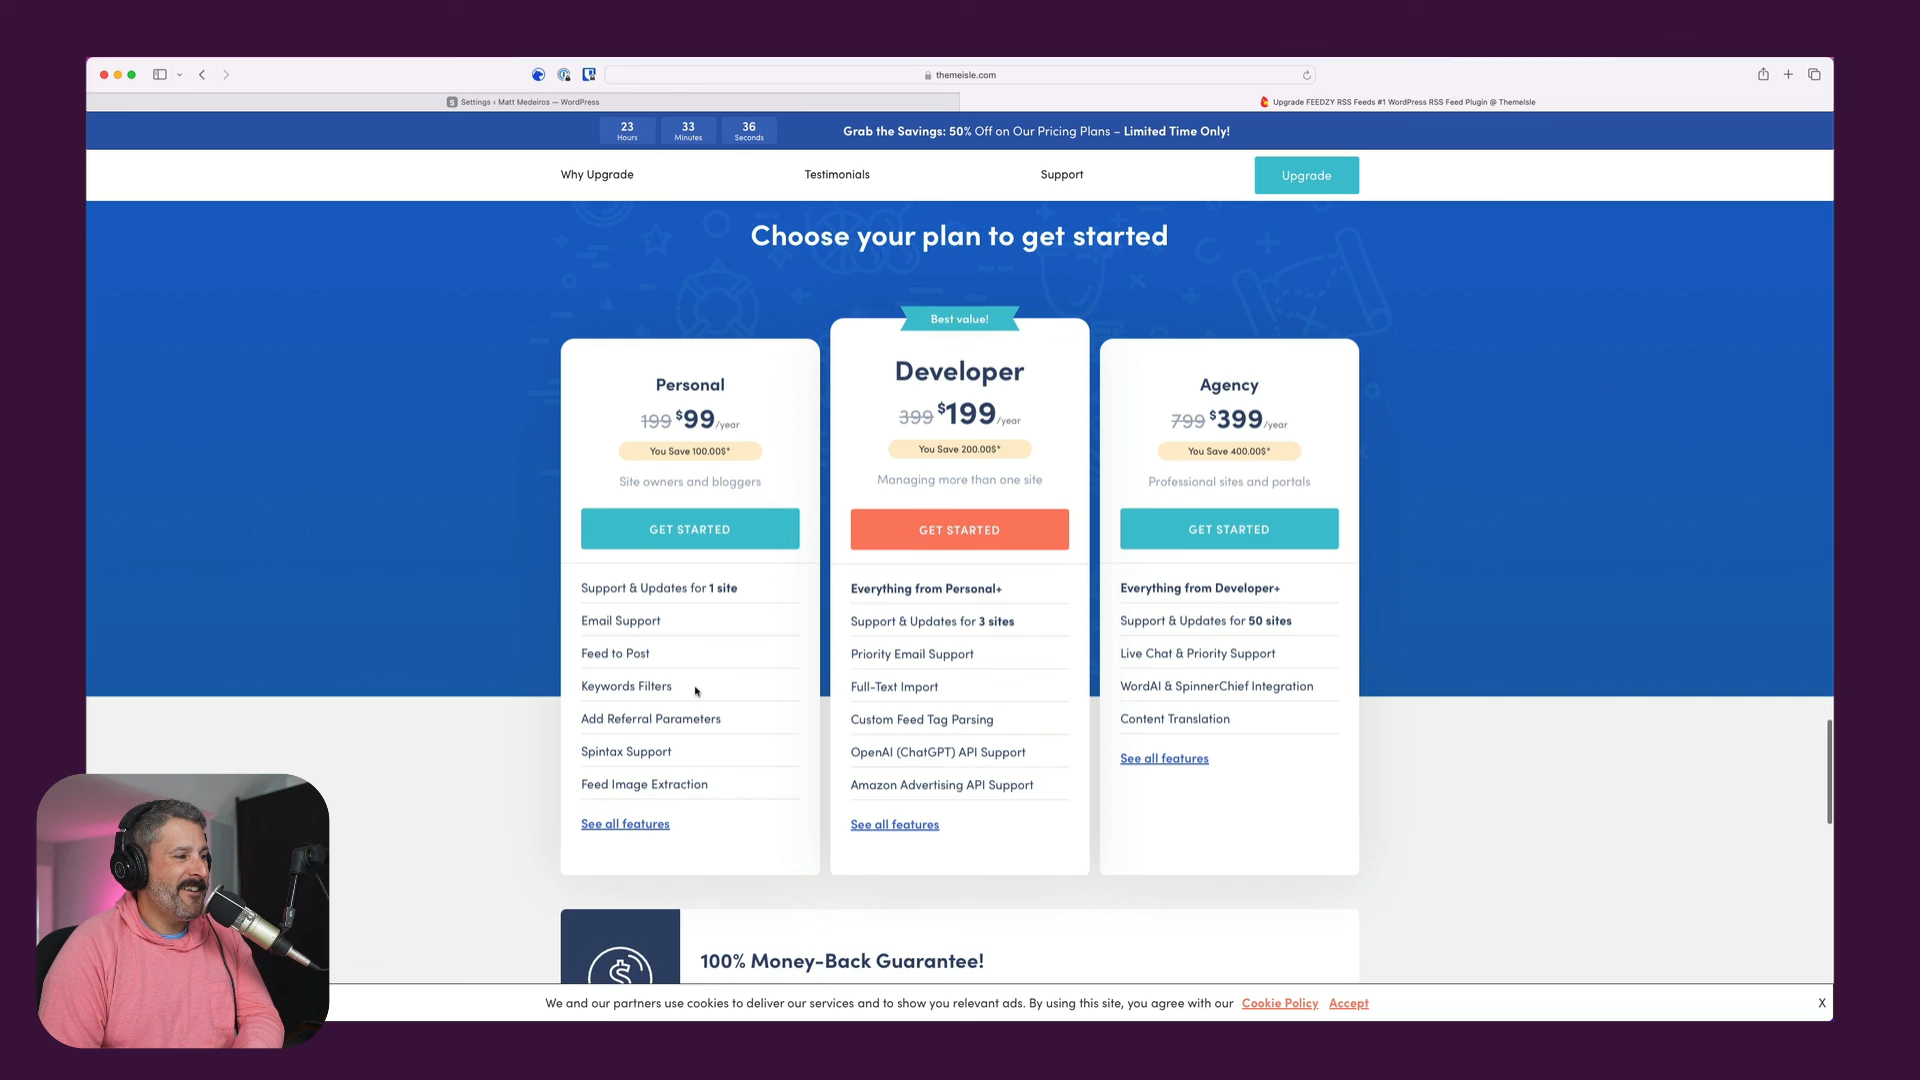 themeisle.com
Settings ‹ Matt Medeiros — WordPress
Upgrade FEEDZY RSS Feeds #1 WordPress RSS Feed Plugin @ ThemeIsle
23
Hours
33
Minutes
36
Seconds
Grab the Savings: 50% Off on Our Pricing Plans – Limited Time Only!
Why Upgrade
Testimonials
Support
Upgrade
Choose your plan to get started
Personal
199 $99/year
You Save 100.00$*
Site owners and bloggers
GET STARTED
Support & Updates for 1 site
Email Support
Feed to Post
Keywords Filters
Add Referral Parameters
Spintax Support
Feed Image Extraction
See all features
Best value!
Developer
399 $199/year
You Save 200.00$*
Managing more than one site
GET STARTED
Everything from Personal+
Support & Updates for 3 sites
Priority Email Support
Full-Text Import
Custom Feed Tag Parsing
OpenAI (ChatGPT) API Support
Amazon Advertising API Support
See all features
Agency
799 $399/year
You Save 400.00$*
Professional sites and portals
GET STARTED
Everything from Developer+
Support & Updates for 50 sites
Live Chat & Priority Support
WordAI & SpinnerChief Integration
Content Translation
See all features
100% Money-Back Guarantee!
We and our partners use cookies to deliver our services and to show you relevant ads. By using this site, you agree with our Cookie Policy Accept X